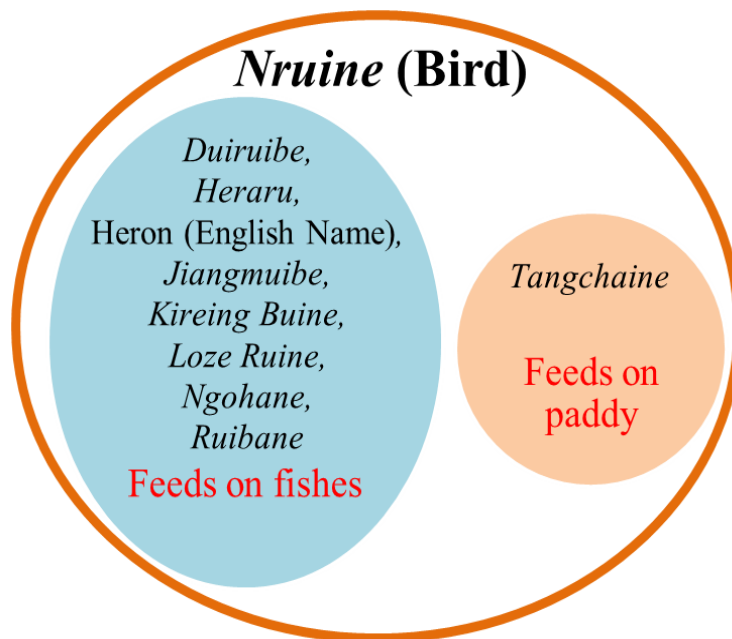 Nruine (Bird)
Duiruibe,
Heraru,
Heron (English Name),
Jiangmuibe,
Kireing Buine,
Loze Ruine,
Ngohane,
Ruibane
Feeds on fishes
Tangchaine
Feeds on
paddy